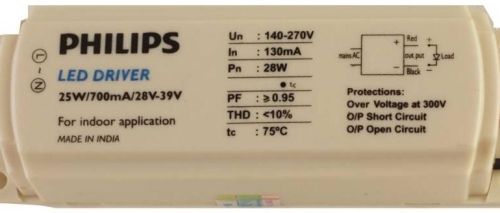 L
N
PHILIPS
LED DRIVER
25W/700mA/28V-39V
For indoor application
MADE IN INDIA
Un : 140-270V
In : 130mA
Pn : 28W
tc
PF : ≥0.95
THD : <10%
tc : 75ºC
mains AC
+
-
Red
+
out put
Load
Black
-
Protections:
Over Voltage at 300V
O/P Short Circuit
O/P Open Circuit